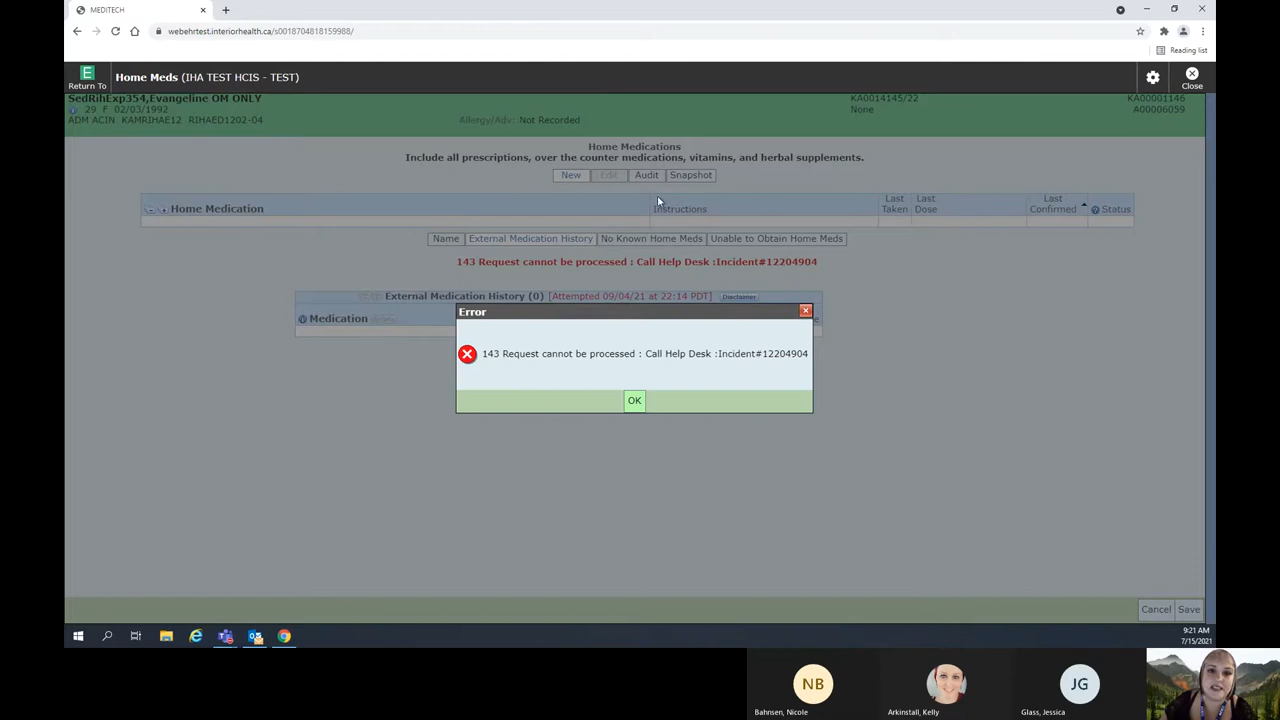 MEDITECH
webehrtest.interiorhealth.ca/s0018704818159988/
Reading list
E
Return To
Home Meds (IHA TEST HCIS - TEST)
Close
SedRihExp354,Evangeline OM ONLY
KA0014145/22
KA00001146
29 F 02/03/1992
None
A00006059
ADM ACIN KAMRIHAE12 RIHAED1202-04
Allergy/Adv: Not Recorded
Home Medications
Include all prescriptions, over the counter medications, vitamins, and herbal supplements.
New Edit Audit Snapshot
Home Medication
Instructions
Last Taken
Last Dose
Last Confirmed
Status
Name External Medication History No Known Home Meds Unable to Obtain Home Meds
143 Request cannot be processed : Call Help Desk :Incident#12204904
External Medication History (0) [Attempted 09/04/21 at 22:14 PDT] Disclaimer
Medication
Error
143 Request cannot be processed : Call Help Desk :Incident#12204904
OK
Cancel Save
9:21 AM
7/15/2021
NB
JG
Bahnsen, Nicole
Arkinstall, Kelly
Glass, Jessica